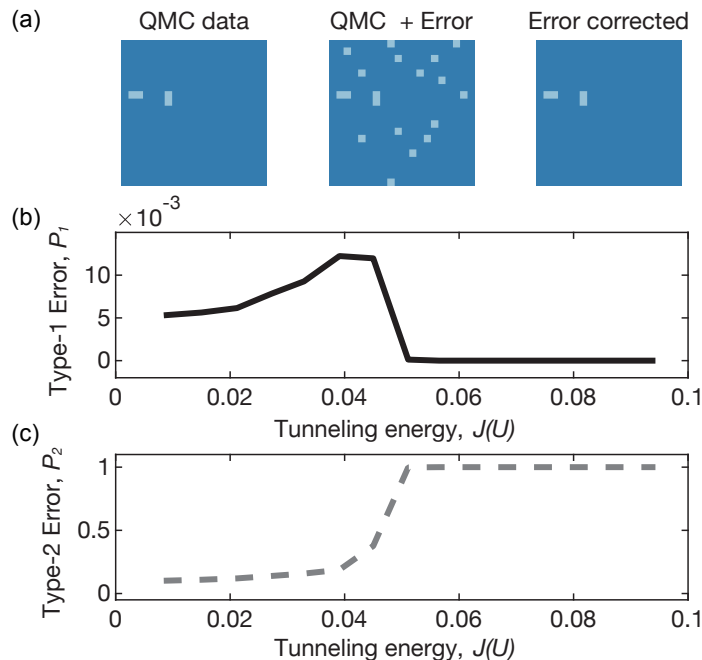 (a)
QMC data
QMC + Error
Error corrected
(b)
× 10⁻³
Type-1 Error, P₁
10
5
0
0
0.02
0.04
0.06
0.08
0.1
Tunneling energy, J(U)
(c)
Type-2 Error, P₂
1
0.5
0
0
0.02
0.04
0.06
0.08
0.1
Tunneling energy, J(U)